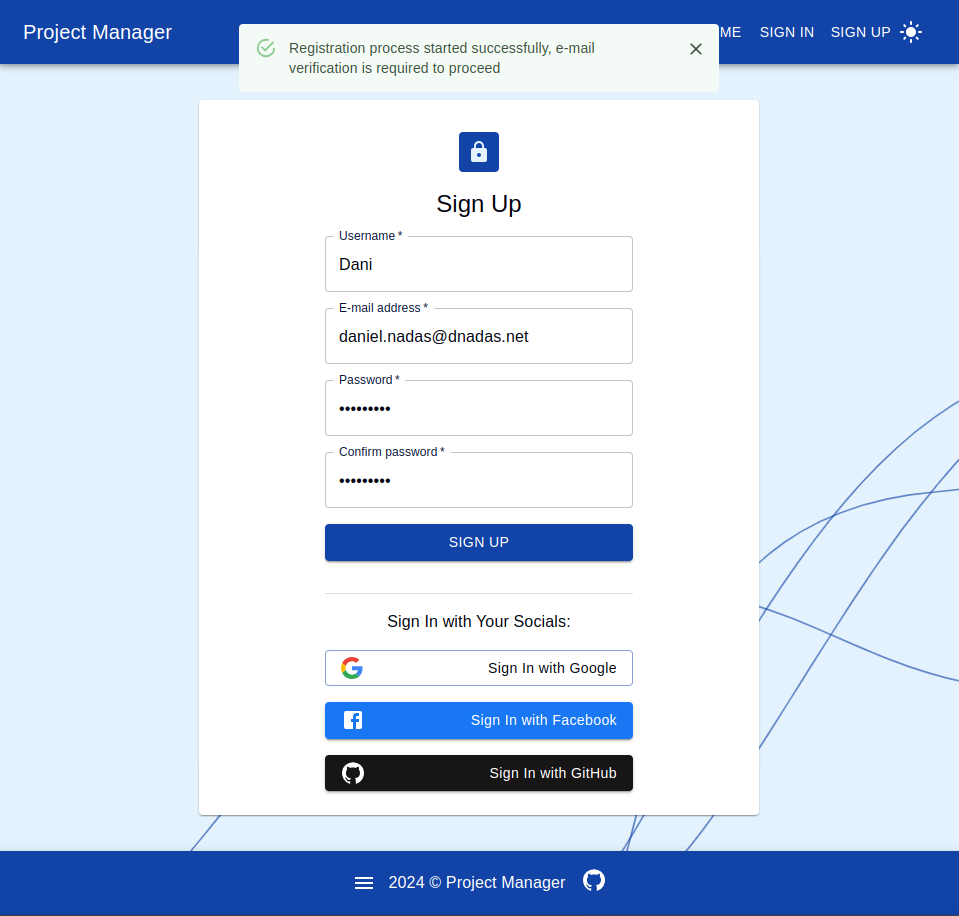 Project Manager
ME SIGN IN SIGN UP
Registration process started successfully, e-mail
verification is required to proceed
Sign Up
Username *
Dani
E-mail address *
daniel.nadas@dnadas.net
Password *
•••••••••
Confirm password *
•••••••••
SIGN UP
Sign In with Your Socials:
Sign In with Google
Sign In with Facebook
Sign In with GitHub
2024 © Project Manager